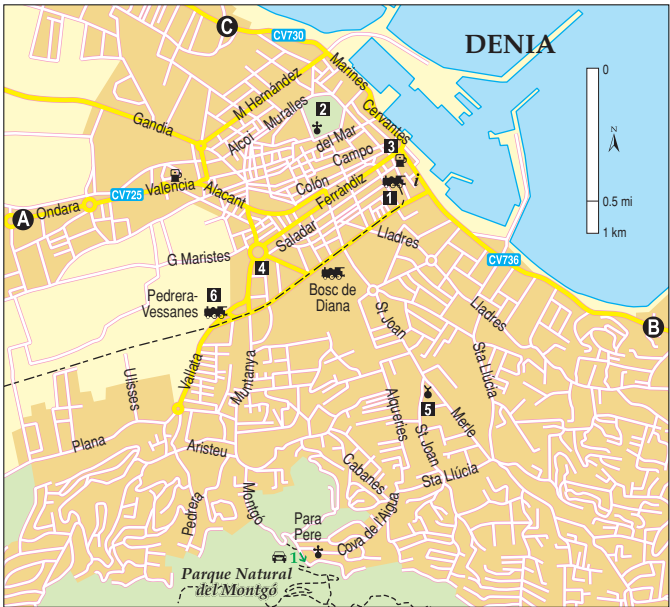 C
CV730
DENIA
0
N
0.5 mi
1 km
M Hernández
Marines
Cervantes
Gandia
Muralles
2
Alcoi
del Mar
3
Campo
Colón
Ferrándiz
i
1
CV725
Valencia
Alacant
A
Ondara
Saladar
Lladres
G Maristes
4
CV736
Bosc de
Diana
Pedrera-
Vessanes
6
B
Lladres
St Joan
Sta Llúcia
Vallata
Muntanya
Ulisses
Alqueries
5
Merle
St Joan
Plana
Aristeu
Cabanes
Sta Llúcia
Pedrera
Montgó
Cova de l'Aigua
Para
Pere
1
Parque Natural
del Montgó